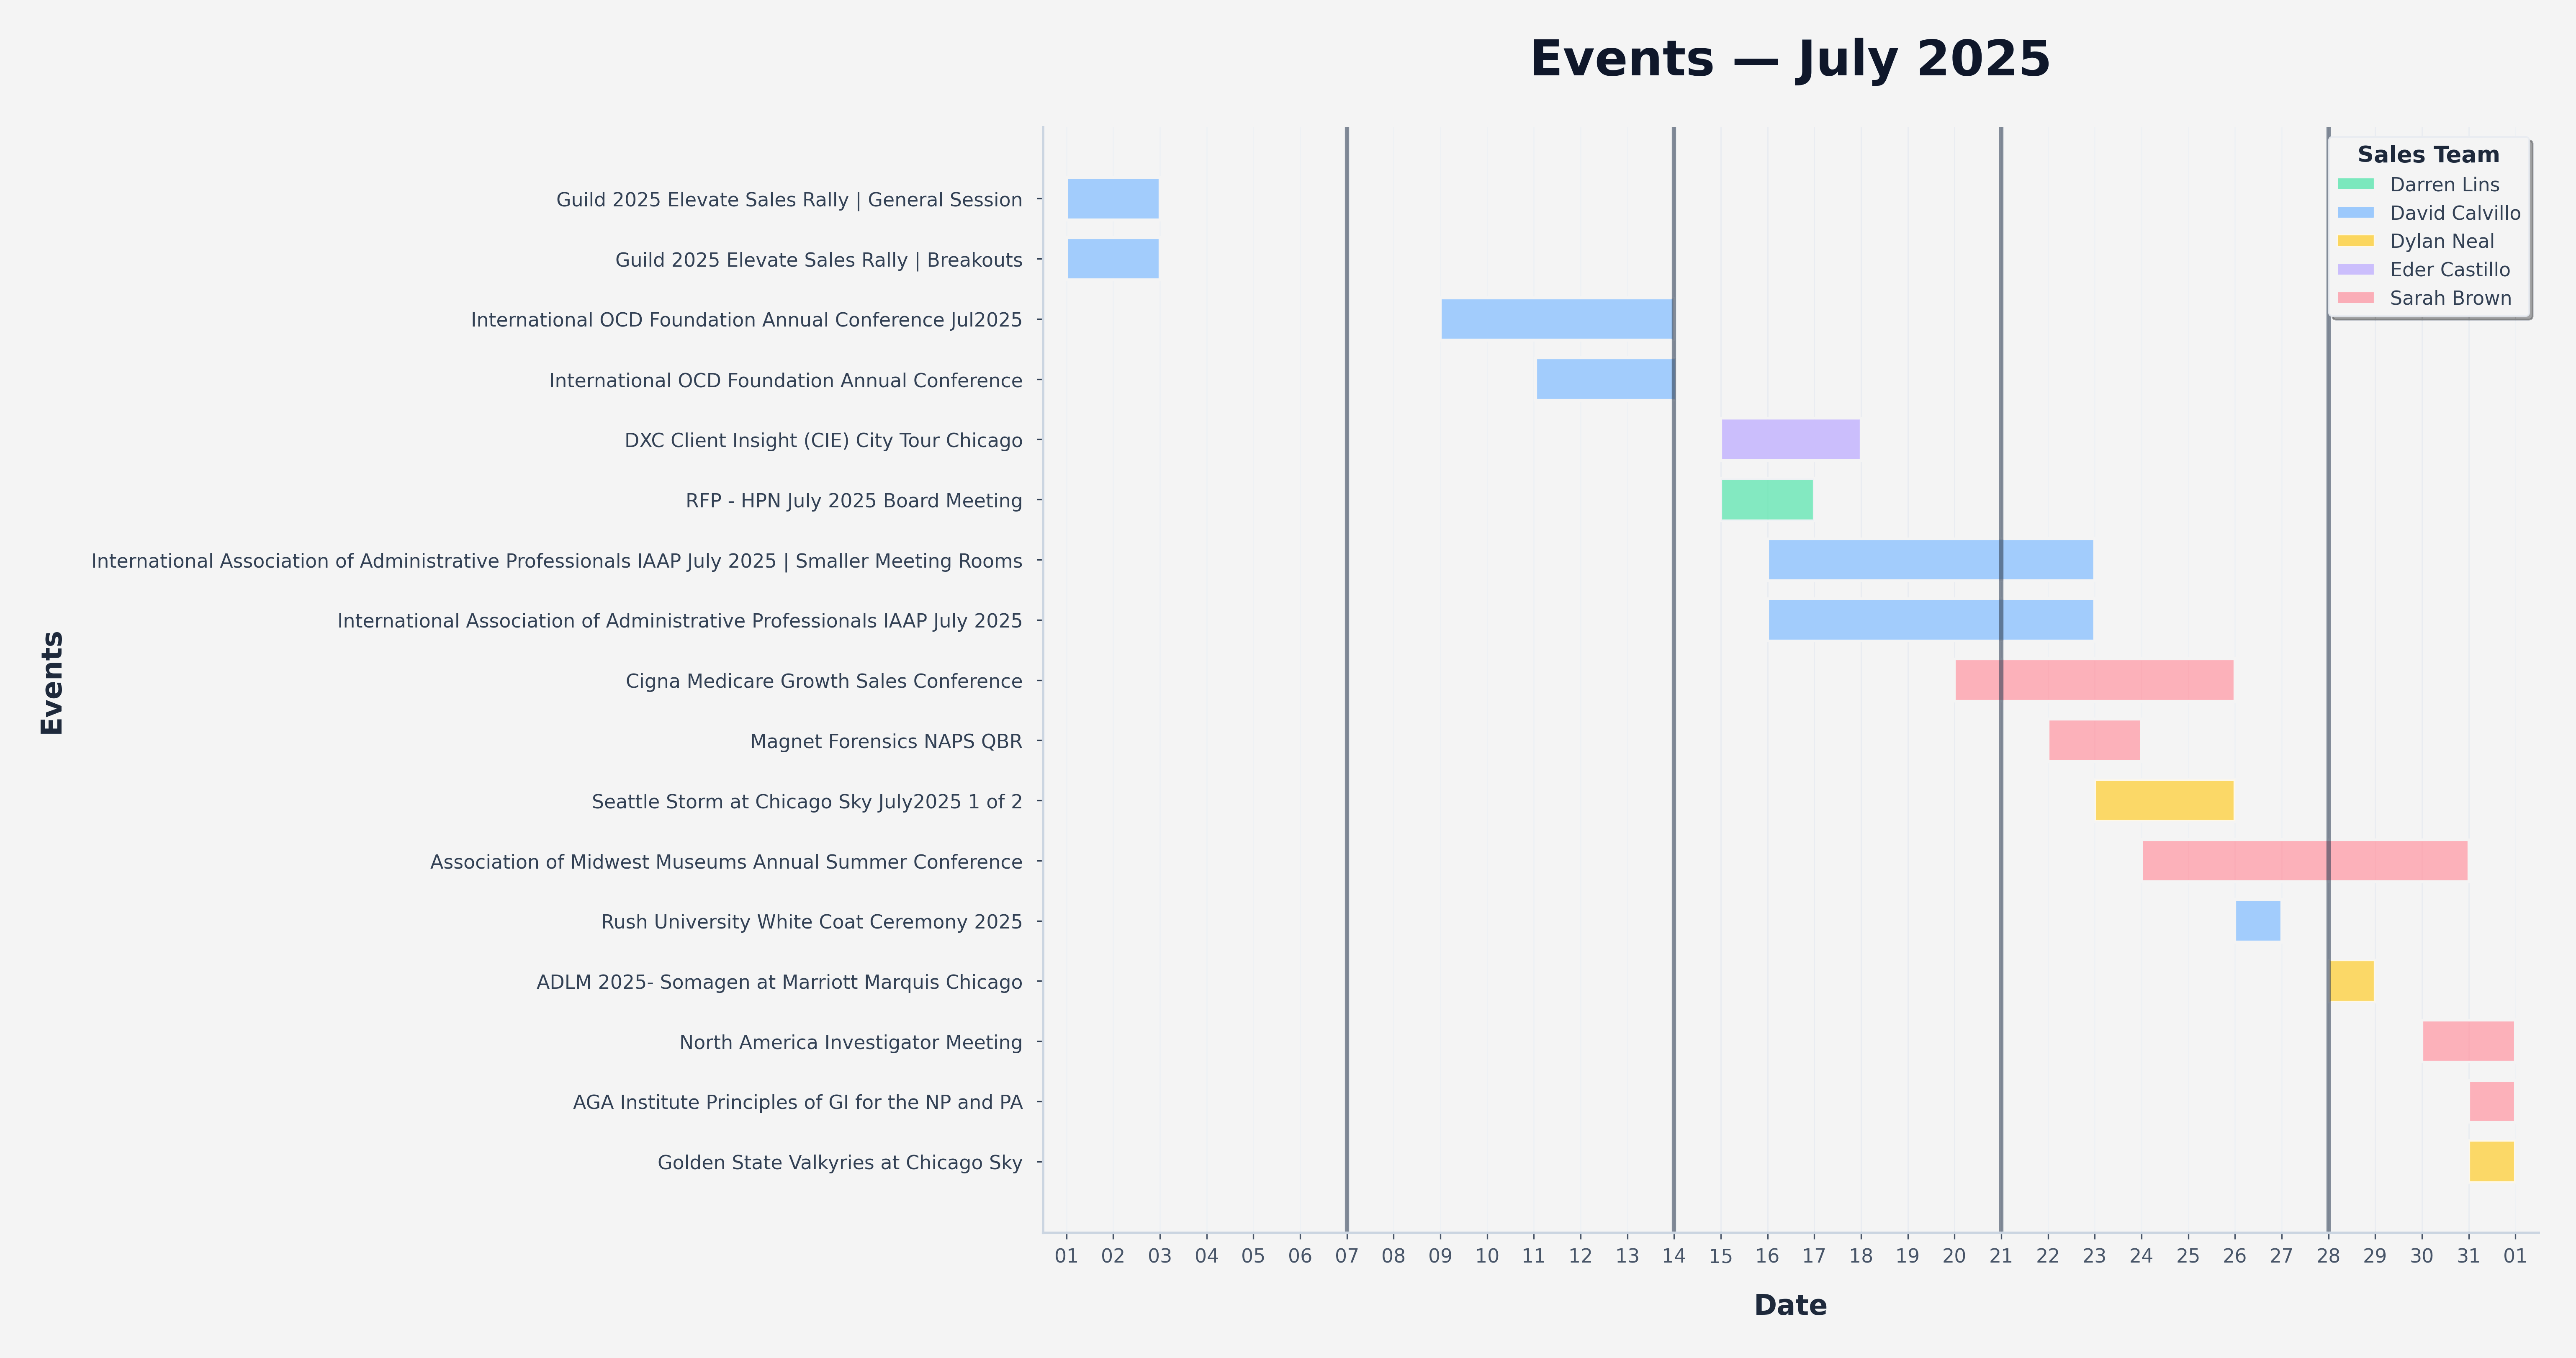 Events — July 2025
Sales Team
Darren Lins
David Calvillo
Dylan Neal
Eder Castillo
Sarah Brown
Events
Guild 2025 Elevate Sales Rally | General Session
Guild 2025 Elevate Sales Rally | Breakouts
International OCD Foundation Annual Conference Jul2025
International OCD Foundation Annual Conference
DXC Client Insight (CIE) City Tour Chicago
RFP - HPN July 2025 Board Meeting
International Association of Administrative Professionals IAAP July 2025 | Smaller Meeting Rooms
International Association of Administrative Professionals IAAP July 2025
Cigna Medicare Growth Sales Conference
Magnet Forensics NAPS QBR
Seattle Storm at Chicago Sky July2025 1 of 2
Association of Midwest Museums Annual Summer Conference
Rush University White Coat Ceremony 2025
ADLM 2025- Somagen at Marriott Marquis Chicago
North America Investigator Meeting
AGA Institute Principles of GI for the NP and PA
Golden State Valkyries at Chicago Sky
01 02 03 04 05 06 07 08 09 10 11 12 13 14 15 16 17 18 19 20 21 22 23 24 25 26 27 28 29 30 31 01
Date